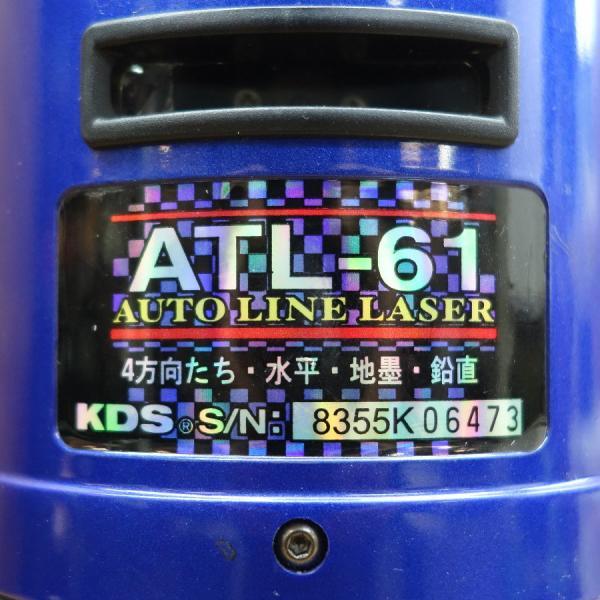 ATL-61
AUTO LINE LASER
4方向たち・水平・地墨・鉛直
KDS® S/N: 8355K06473